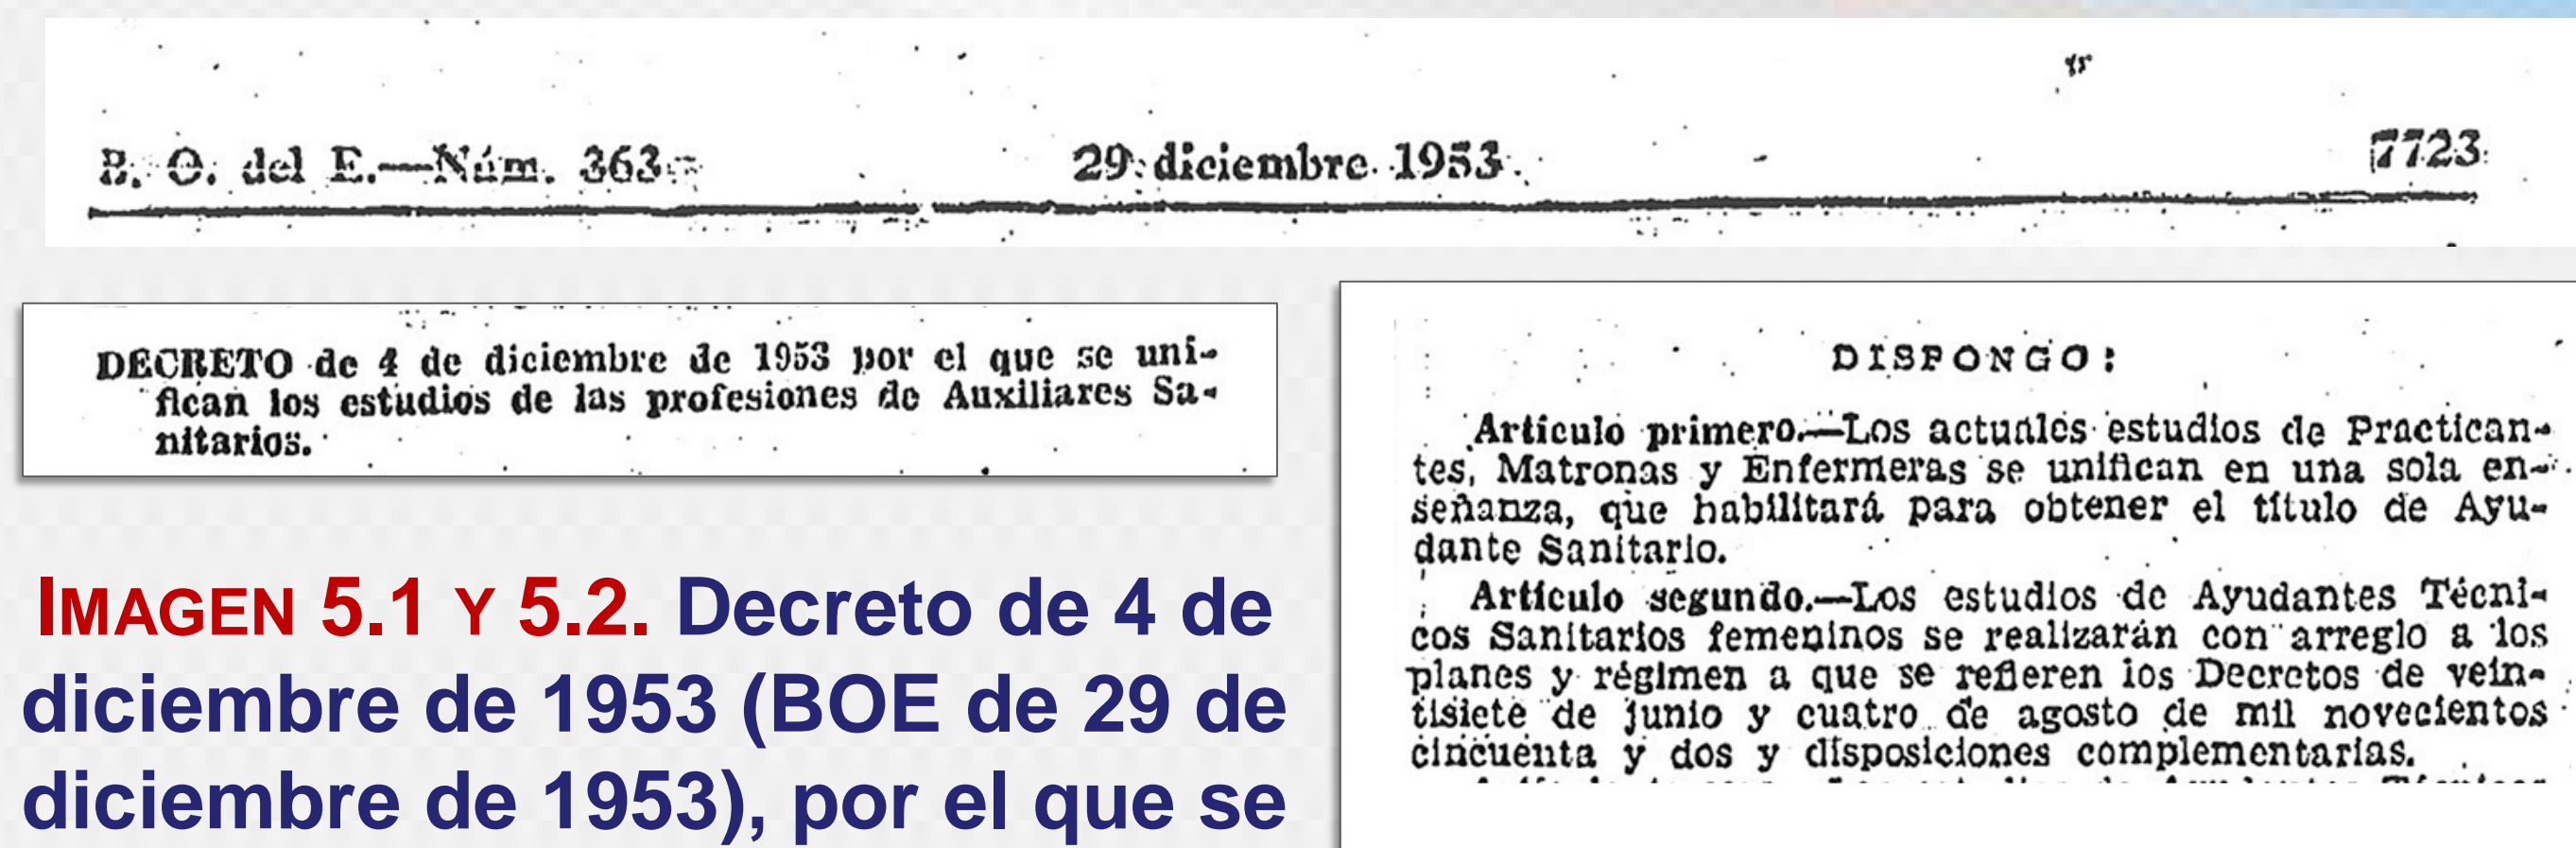 B. O. del E.—Núm. 363
29 diciembre 1953
7723
DECRETO de 4 de diciembre de 1953 por el que se uni-
fican los estudios de las profesiones de Auxiliares Sa-
nitarios.
IMAGEN 5.1 Y 5.2. Decreto de 4 de
diciembre de 1953 (BOE de 29 de
diciembre de 1953), por el que se
DISPONGO:
Artículo primero.—Los actuales estudios de Practican-
tes, Matronas y Enfermeras se unifican en una sola en-
señanza, que habilitará para obtener el título de Ayu-
dante Sanitario.
Artículo segundo.—Los estudios de Ayudantes Técni-
cos Sanitarios femeninos se realizarán con arreglo a los
planes y régimen a que se refieren los Decretos de vein-
tisiete de junio y cuatro de agosto de mil novecientos
cincuenta y dos y disposiciones complementarias.